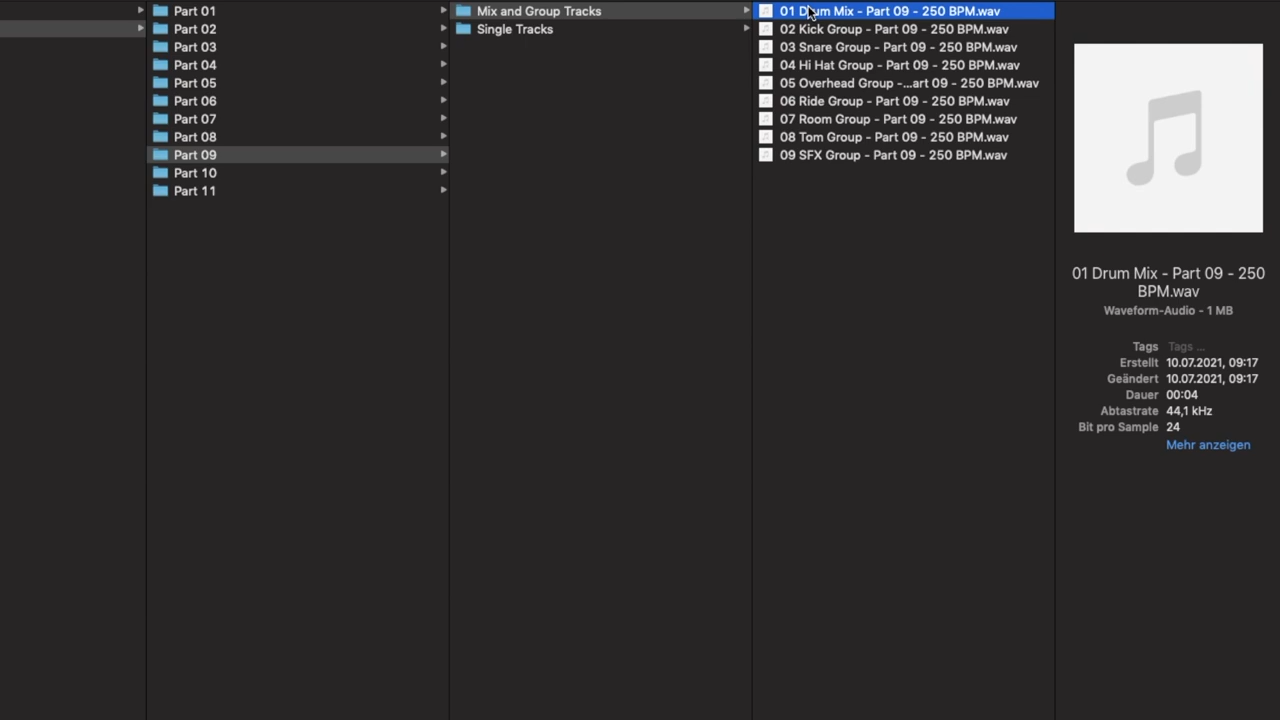 Part 01
Part 02
Part 03
Part 04
Part 05
Part 06
Part 07
Part 08
Part 09
Part 10
Part 11
Mix and Group Tracks
Single Tracks
01 Drum Mix - Part 09 - 250 BPM.wav
02 Kick Group - Part 09 - 250 BPM.wav
03 Snare Group - Part 09 - 250 BPM.wav
04 Hi Hat Group - Part 09 - 250 BPM.wav
05 Overhead Group -...art 09 - 250 BPM.wav
06 Ride Group - Part 09 - 250 BPM.wav
07 Room Group - Part 09 - 250 BPM.wav
08 Tom Group - Part 09 - 250 BPM.wav
09 SFX Group - Part 09 - 250 BPM.wav
01 Drum Mix - Part 09 - 250
BPM.wav
Waveform-Audio - 1 MB
Tags Tags ...
Erstellt 10.07.2021, 09:17
Geändert 10.07.2021, 09:17
Dauer 00:04
Abtastrate 44,1 kHz
Bit pro Sample 24
Mehr anzeigen